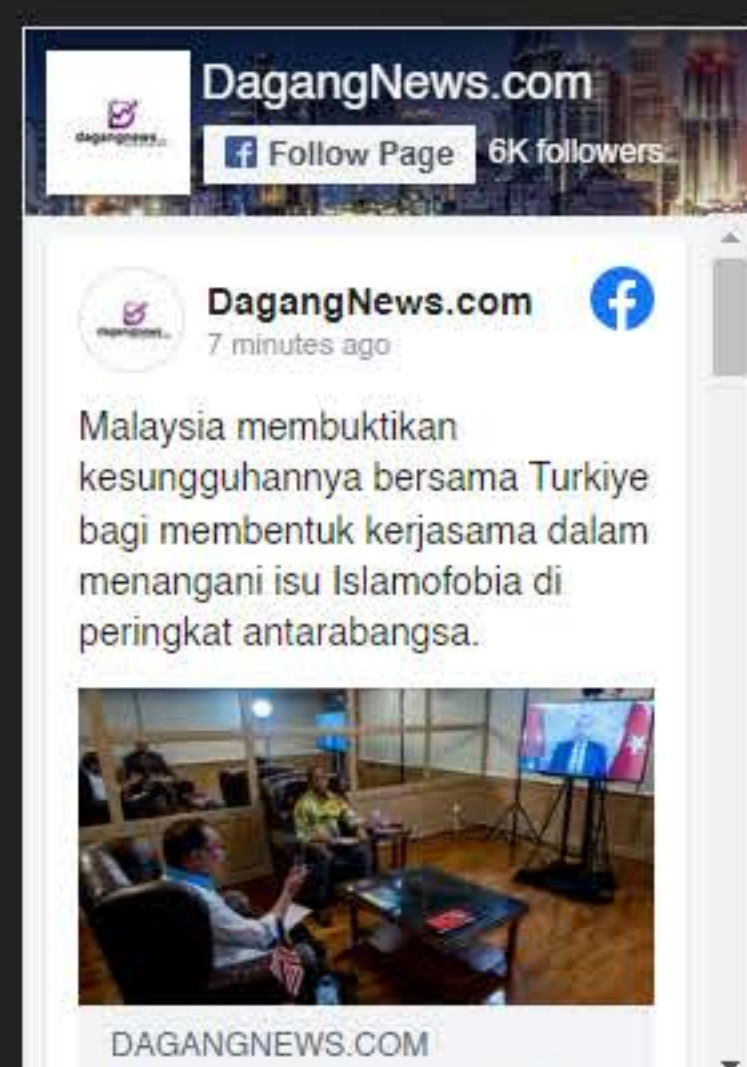 DagangNews.com
dagangnews
Follow Page
6K followers
DagangNews.com
7 minutes ago
Malaysia membuktikan
kesungguhannya bersama Turkiye
bagi membentuk kerjasama dalam
menangani isu Islamofobia di
peringkat antarabangsa.
DAGANGNEWS.COM